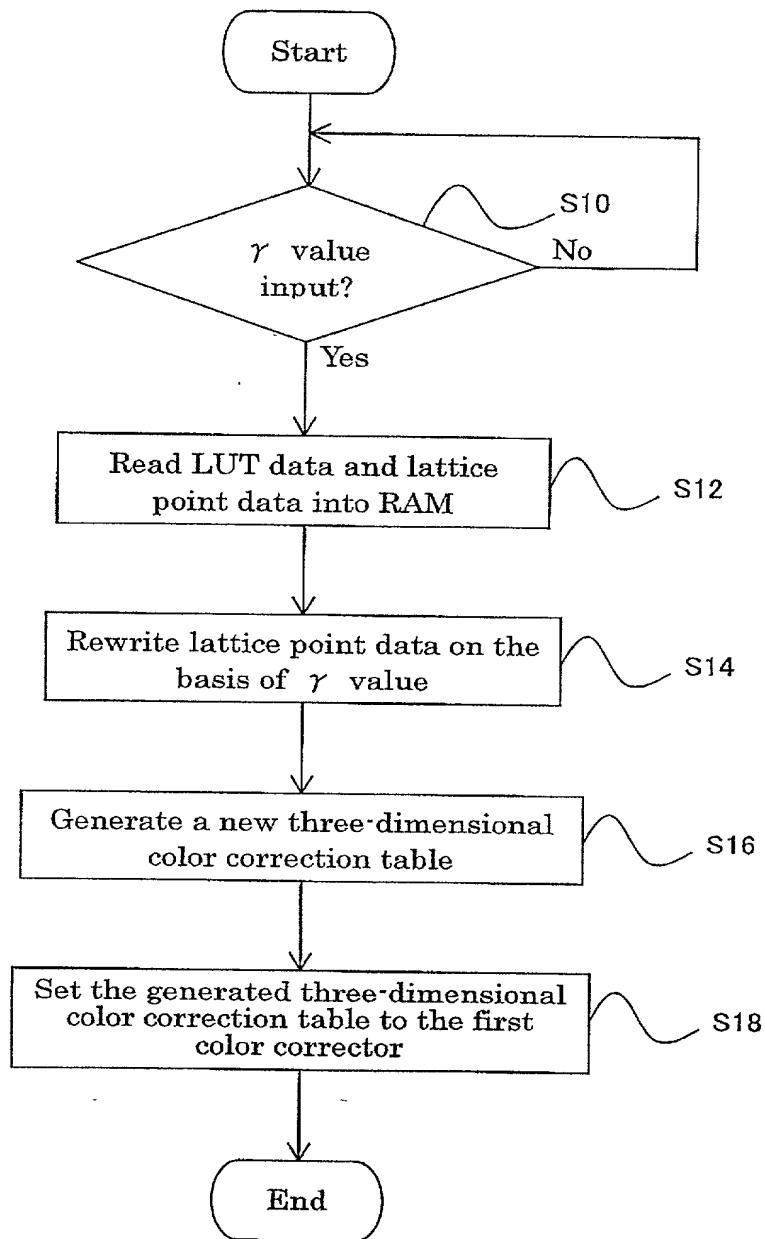 Start
S10
γ value
input?
No
Yes
Read LUT data and lattice
point data into RAM
S12
Rewrite lattice point data on the
basis of γ value
S14
Generate a new three-dimensional
color correction table
S16
Set the generated three-dimensional
color correction table to the first
color corrector
S18
End